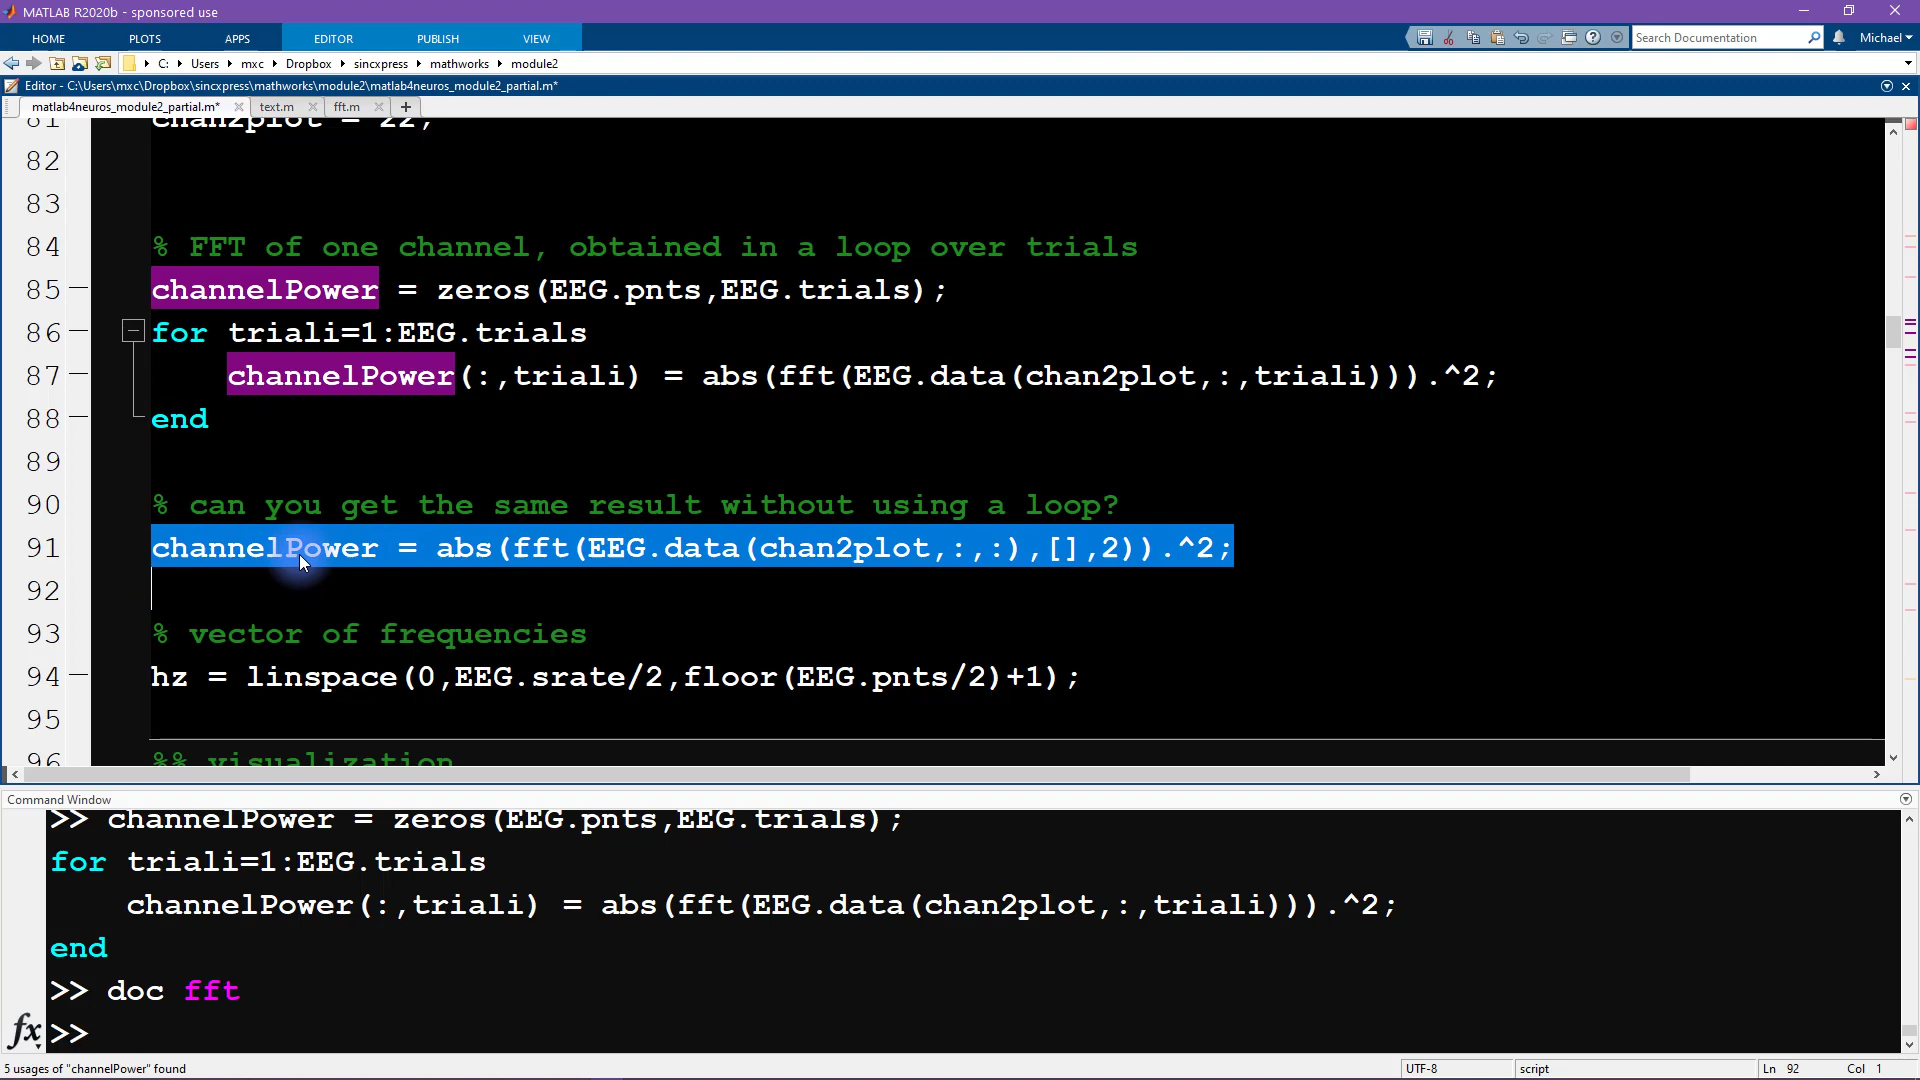 MATLAB R2020b - sponsored use
HOME PLOTS APPS EDITOR PUBLISH VIEW Search Documentation Michael
C: Users mxc Dropbox sincxpress mathworks module2
Editor - C:\Users\mxc\Dropbox\sincxpress\mathworks\module2\matlab4neuros_module2_partial.m*
matlab4neuros_module2_partial.m* text.m fft.m
81 chan2plot = 22;
82
83
84 % FFT of one channel, obtained in a loop over trials
85 channelPower = zeros(EEG.pnts,EEG.trials);
86 for triali=1:EEG.trials
87 channelPower(:,triali) = abs(fft(EEG.data(chan2plot,:,triali))).^2;
88 end
89
90 % can you get the same result without using a loop?
91 channelPower = abs(fft(EEG.data(chan2plot,:,:),[],2)).^2;
92
93 % vector of frequencies
94 hz = linspace(0,EEG.srate/2,floor(EEG.pnts/2)+1);
95
96 %% visualization
Command Window
>> channelPower = zeros(EEG.pnts,EEG.trials);
for triali=1:EEG.trials
channelPower(:,triali) = abs(fft(EEG.data(chan2plot,:,triali))).^2;
end
>> doc fft
fx >>
5 usages of "channelPower" found UTF-8 script Ln 92 Col 1